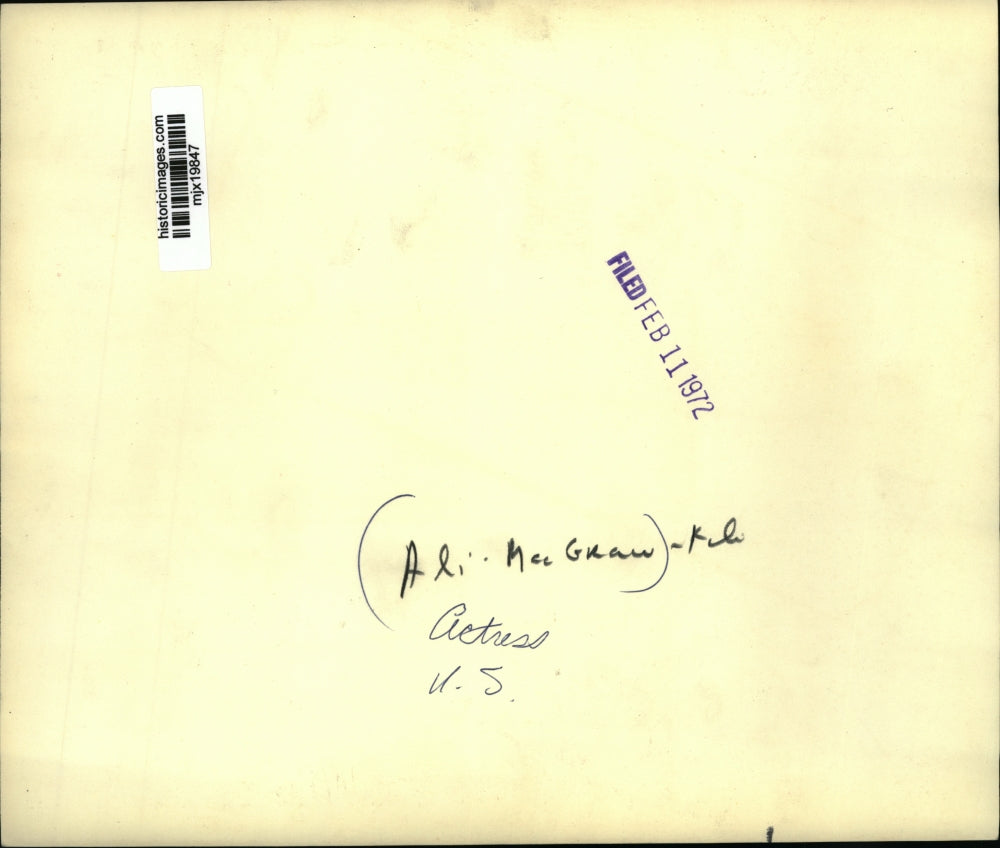 historicimages.com
mjx19847
FILED FEB 11 1972
(Ali MacGraw)
Actress
U.S.